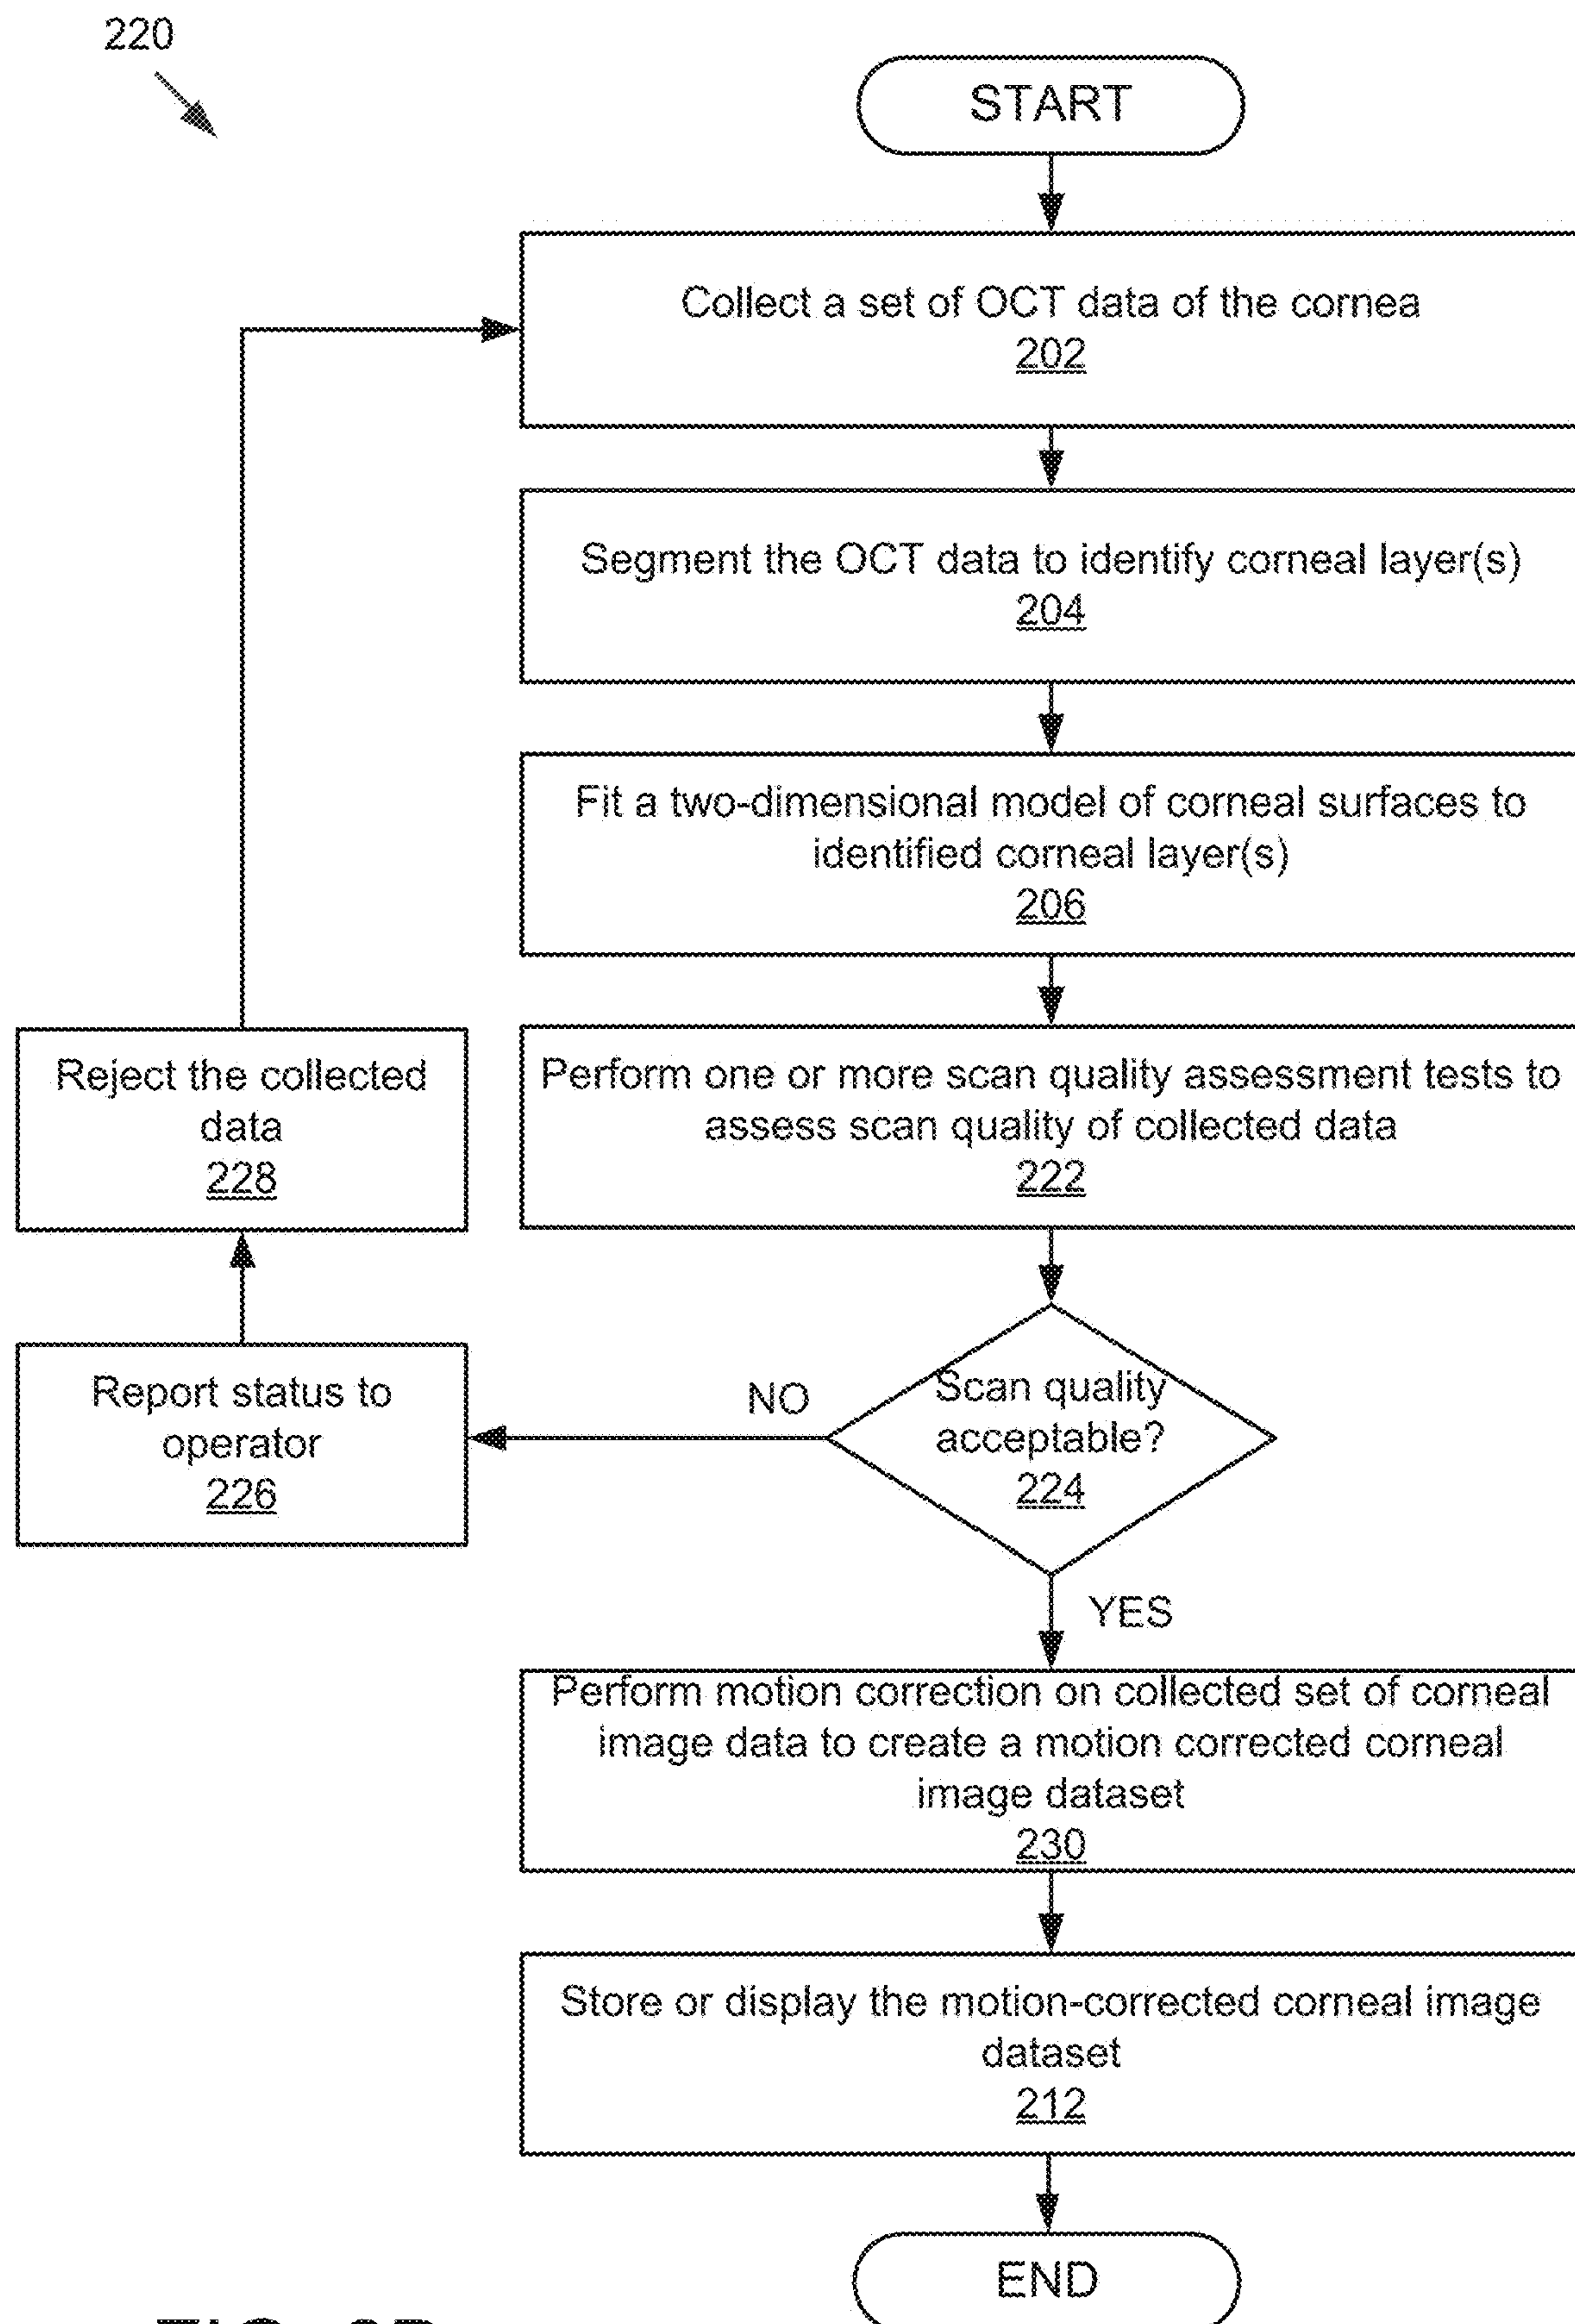 220
START
Collect a set of OCT data of the cornea
202
Segment the OCT data to identify corneal layer(s)
204
Fit a two-dimensional model of corneal surfaces to
identified corneal layer(s)
206
Perform one or more scan quality assessment tests to
assess scan quality of collected data
222
Reject the collected
data
228
Report status to
operator
226
NO
Scan quality
acceptable?
224
YES
Perform motion correction on collected set of corneal
image data to create a motion corrected corneal
image dataset
230
Store or display the motion-corrected corneal image
dataset
212
END